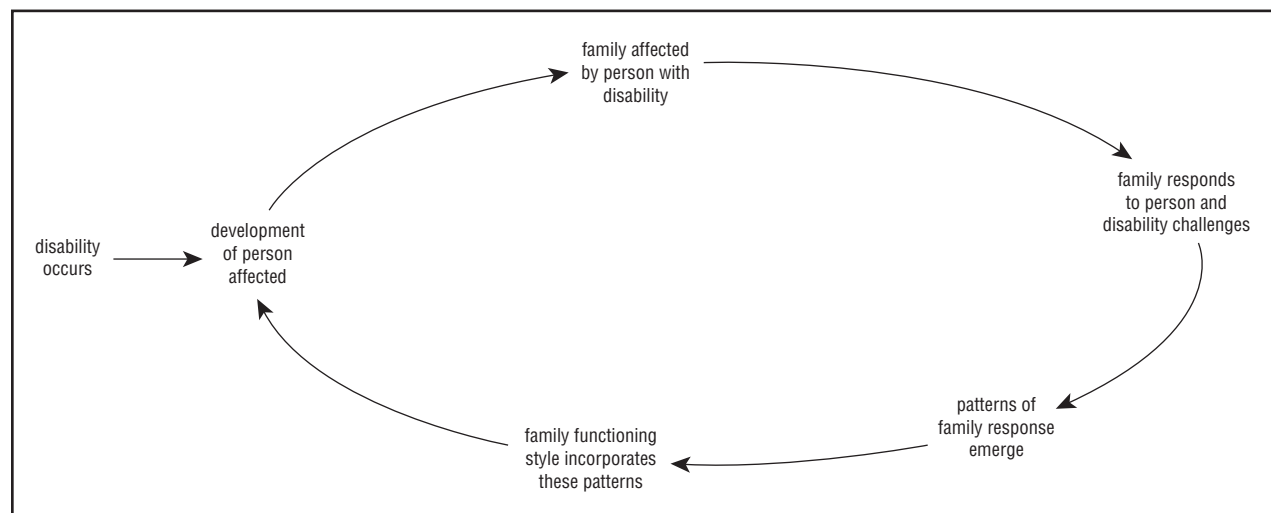 family affected
by person with
disability
family responds
to person and
disability challenges
disability
occurs
development
of person
affected
patterns of
family response
emerge
family functioning
style incorporates
these patterns